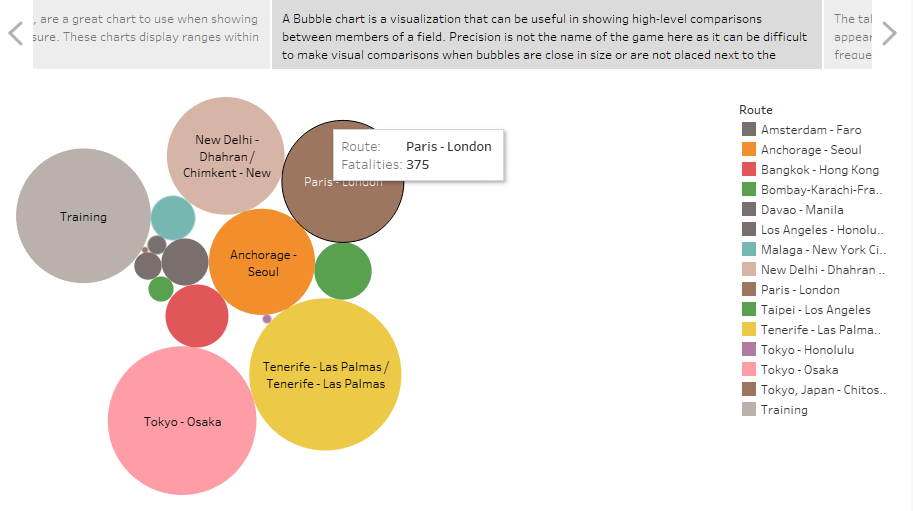 , are a great chart to use when showing
sure. These charts display ranges within
A Bubble chart is a visualization that can be useful in showing high-level comparisons
between members of a field. Precision is not the name of the game here as it can be difficult
to make visual comparisons when bubbles are close in size or are not placed next to the
The tal
appear
freque
New Delhi -
Dhahran /
Chimkent - New
Route: Paris - London
Fatalities: 375
Paris - London
Training
Anchorage -
Seoul
Tenerife - Las Palmas /
Tenerife - Las Palmas
Tokyo - Osaka
Route
Amsterdam - Faro
Anchorage - Seoul
Bangkok - Hong Kong
Bombay-Karachi-Fra..
Davao - Manila
Los Angeles - Honolu..
Malaga - New York Ci..
New Delhi - Dhahran ..
Paris - London
Taipei - Los Angeles
Tenerife - Las Palma..
Tokyo - Honolulu
Tokyo - Osaka
Tokyo, Japan - Chitos..
Training